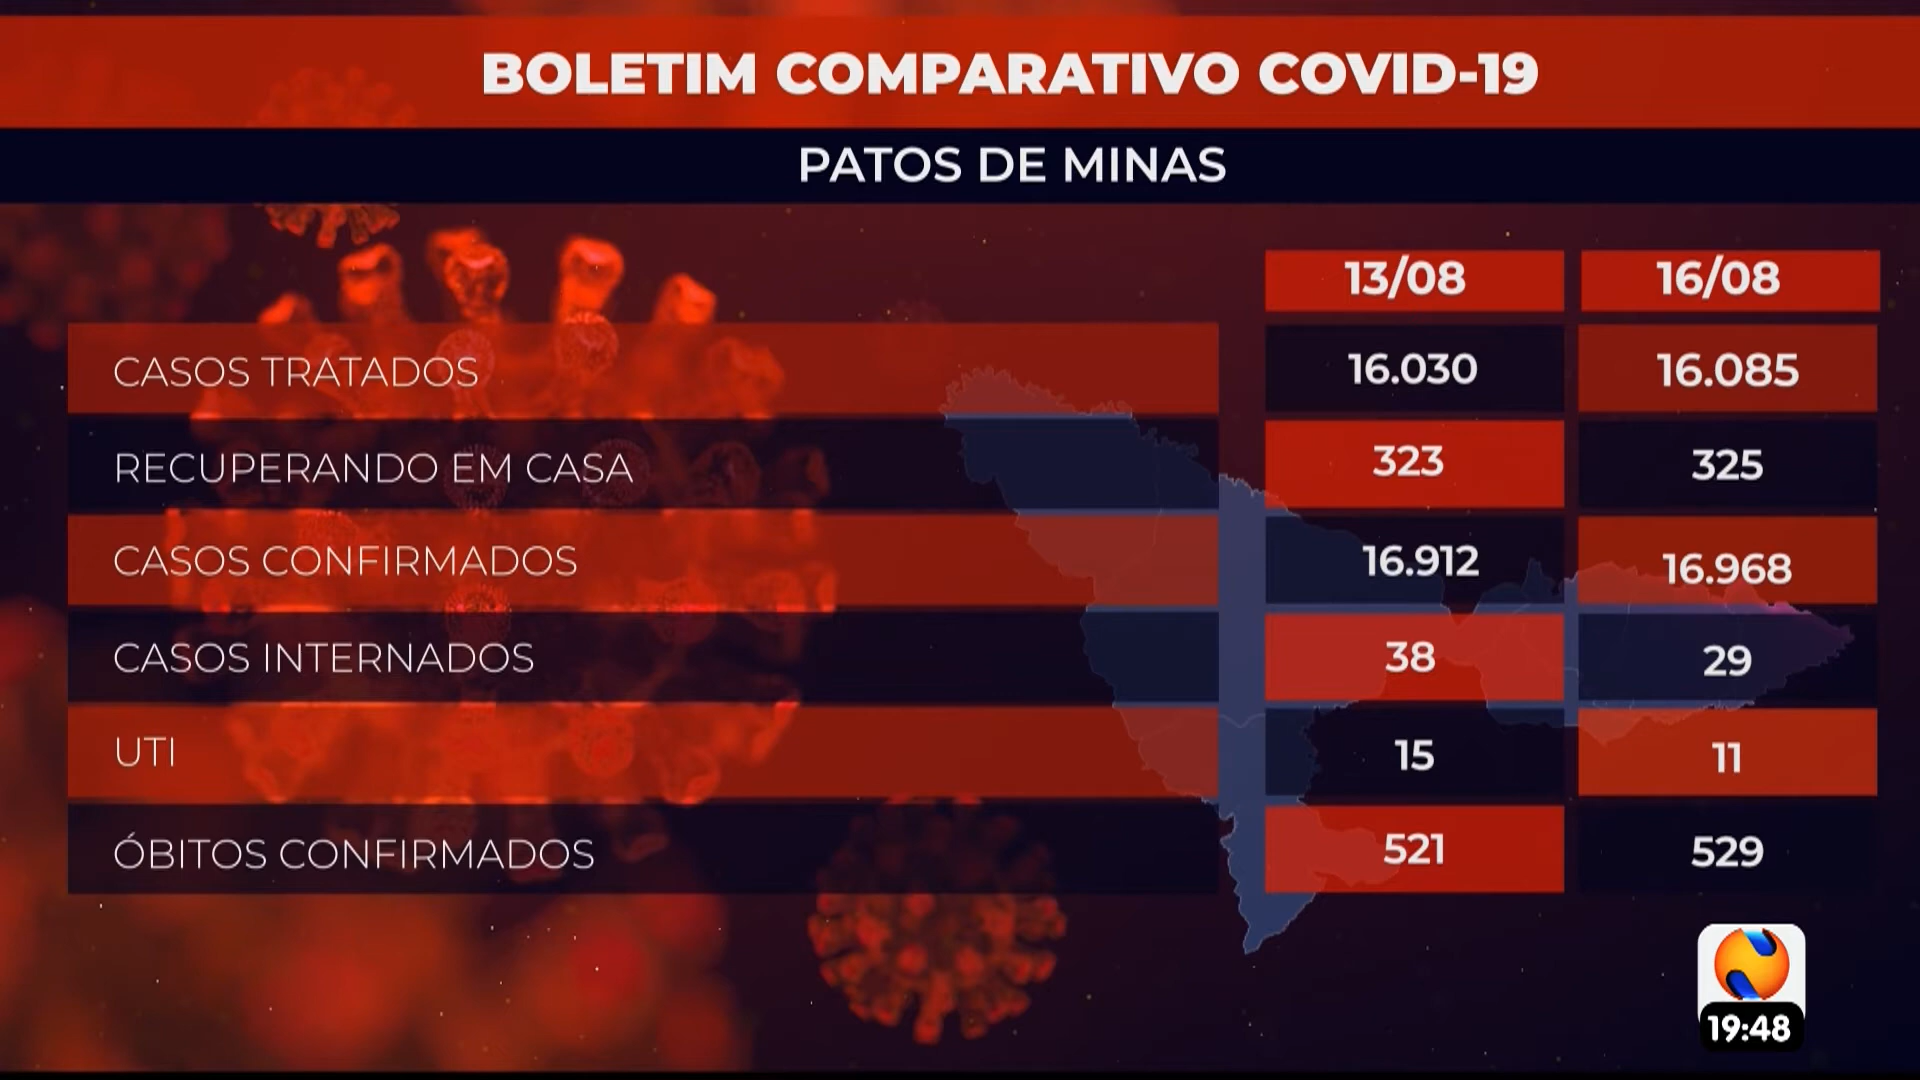 BOLETIM COMPARATIVO COVID-19
PATOS DE MINAS
13/08 16/08
CASOS TRATADOS 16.030 16.085
RECUPERANDO EM CASA 323 325
CASOS CONFIRMADOS 16.912 16.968
CASOS INTERNADOS 38 29
UTI 15 11
ÓBITOS CONFIRMADOS 521 529
19:48